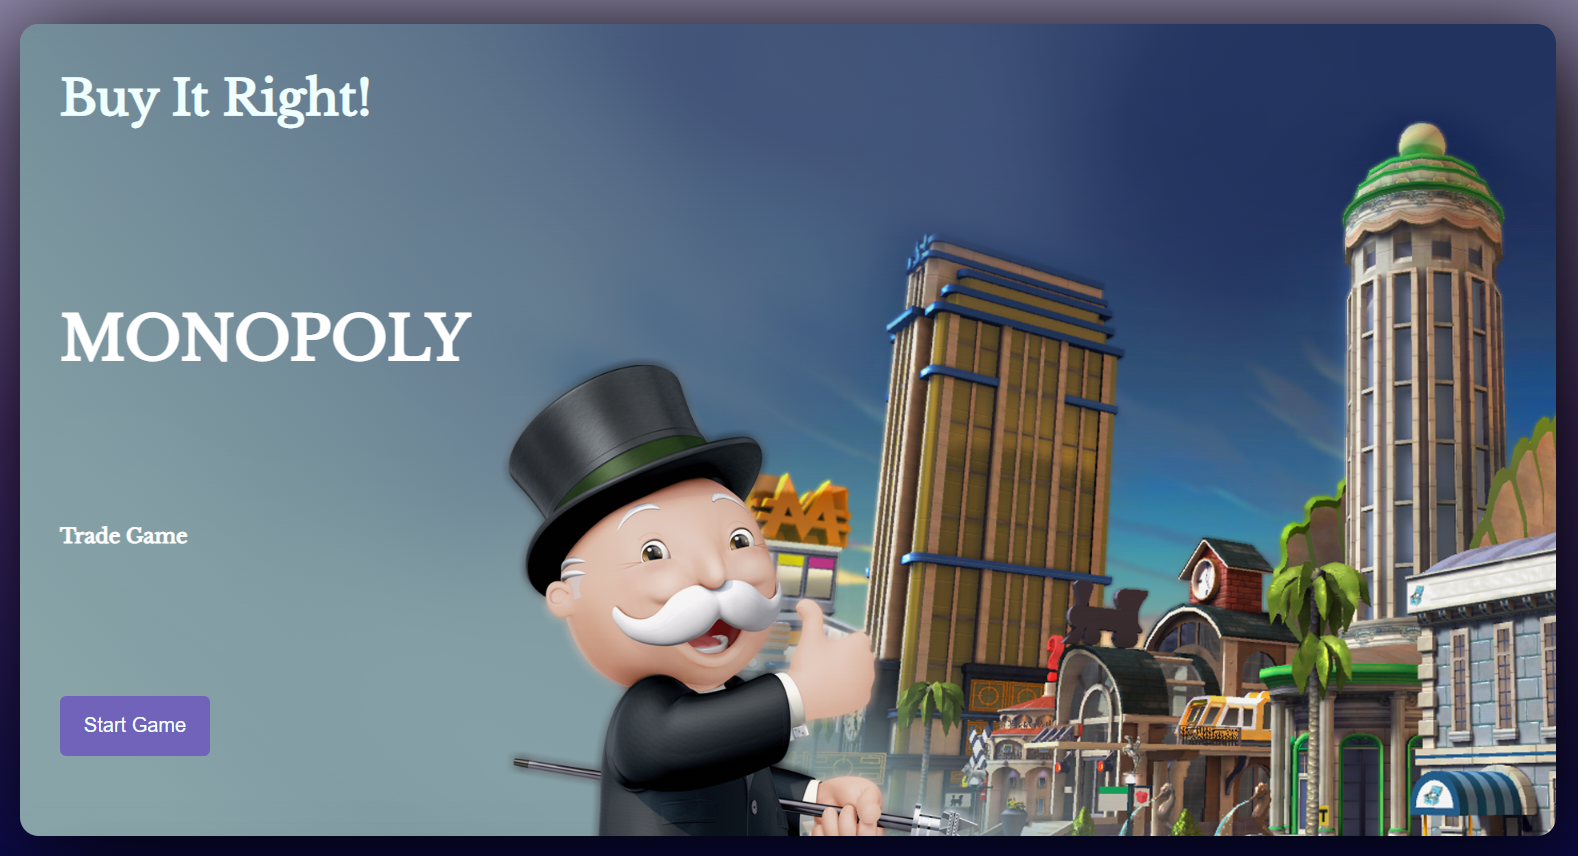 Buy It Right!
MONOPOLY
Trade Game
Start Game